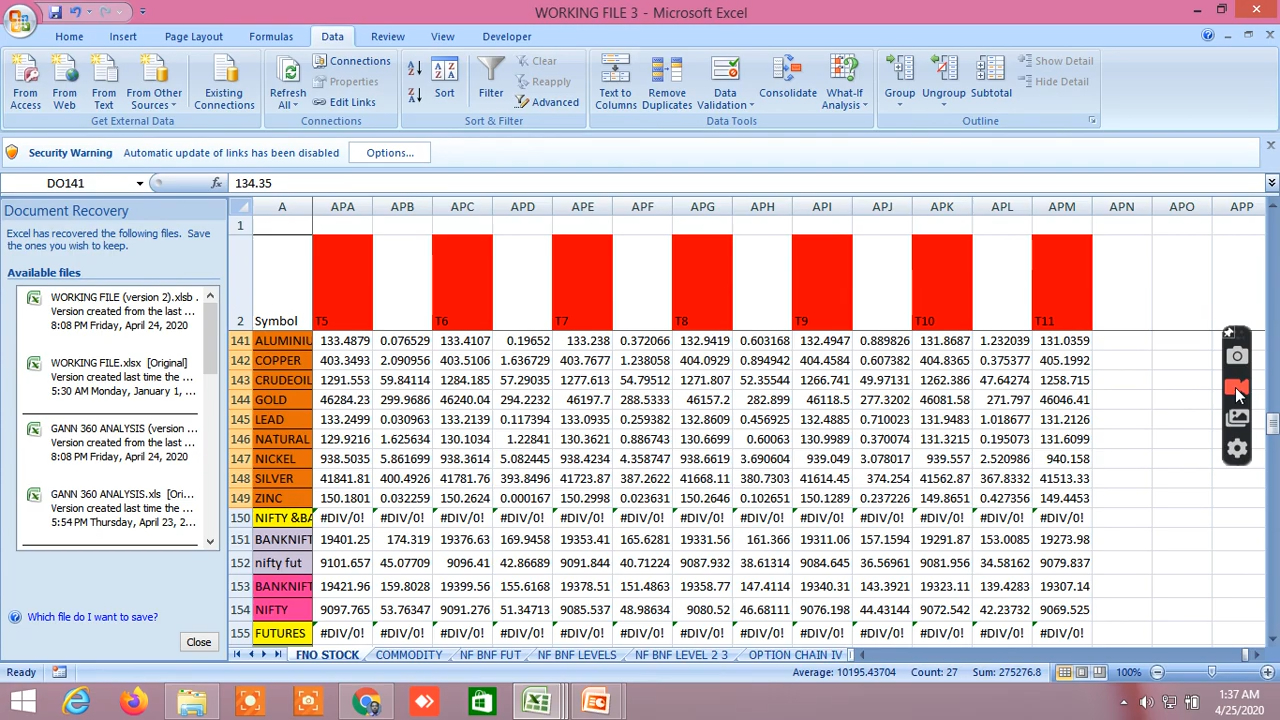 WORKING FILE 3 - Microsoft Excel
Home Insert Page Layout Formulas Data Review View Developer
From Access From Web From Text From Other Sources Existing Connections Refresh All Connections Properties Edit Links Sort Filter Clear Reapply Advanced Text to Columns Remove Duplicates Data Validation Consolidate What-If Analysis Group Ungroup Subtotal Show Detail Hide Detail
Get External Data Connections Sort & Filter Data Tools Outline
Security Warning Automatic update of links has been disabled Options...
DO141 fx 134.35
Document Recovery
Excel has recovered the following files. Save
the ones you wish to keep.
Available files
WORKING FILE (version 2).xlsb
Version created from the last ...
8:08 PM Friday, April 24, 2020
WORKING FILE.xlsx [Original]
Version created last time the ...
5:30 AM Monday, January 1, ...
GANN 360 ANALYSIS (version ...
Version created from the last ...
8:08 PM Friday, April 24, 2020
GANN 360 ANALYSIS.xls [Ori...
Version created last time the ...
5:54 PM Thursday, April 23, 2...
Which file do I want to save?
Close
A APA APB APC APD APE APF APG APH API APJ APK APL APM APN APO APP
1
2 Symbol T5 T6 T7 T8 T9 T10 T11
141 ALUMINIU 133.4879 0.076529 133.4107 0.19652 133.238 0.372066 132.9419 0.603168 132.4947 0.889826 131.8687 1.232039 131.0359
142 COPPER 403.3493 2.090956 403.5106 1.636729 403.7677 1.238058 404.0929 0.894942 404.4584 0.607382 404.8365 0.375377 405.1992
143 CRUDEOIL 1291.553 59.84114 1284.185 57.29035 1277.613 54.79512 1271.807 52.35544 1266.741 49.97131 1262.386 47.64274 1258.715
144 GOLD 46284.23 299.9686 46240.04 294.2232 46197.7 288.5333 46157.2 282.899 46118.5 277.3202 46081.58 271.797 46046.41
145 LEAD 133.2499 0.030963 133.2139 0.117394 133.0935 0.259382 132.8609 0.456925 132.4885 0.710023 131.9491 1.018677 131.2126
146 NATURAL 129.9216 1.625634 130.1034 1.22841 130.3621 0.886743 130.6699 0.60063 130.9991 0.370074 131.3215 0.195073 131.6099
147 NICKEL 938.5035 5.861699 938.3614 5.082445 938.4234 4.358747 938.6619 3.690604 939.049 3.078017 939.557 2.520986 940.158
148 SILVER 41841.81 400.4926 41781.76 393.8496 41723.87 387.2622 41668.11 380.7303 41614.45 374.254 41562.87 367.8332 41513.33
149 ZINC 150.1801 0.032259 150.2624 0.000167 150.2998 0.023631 150.2646 0.102651 150.1289 0.237226 149.8651 0.427356 149.4453
150 NIFTY &BA #DIV/0! #DIV/0! #DIV/0! #DIV/0! #DIV/0! #DIV/0! #DIV/0! #DIV/0! #DIV/0! #DIV/0! #DIV/0! #DIV/0! #DIV/0!
151 BANKNIFT 19401.25 174.319 19376.63 169.9458 19353.41 165.6281 19331.56 161.366 19311.06 157.1594 19291.87 153.0085 19273.98
152 nifty fut 9101.657 45.07709 9096.41 42.86689 9091.844 40.71224 9087.932 38.61314 9084.645 36.56961 9081.956 34.58162 9079.837
153 BANKNIFT 19421.96 159.8028 19399.56 155.6168 19378.51 151.4863 19358.77 147.4114 19340.31 143.3921 19323.11 139.4283 19307.14
154 NIFTY 9097.765 53.76347 9091.276 51.34713 9085.537 48.98634 9080.52 46.68111 9076.198 44.43144 9072.542 42.23732 9069.525
155 FUTURES #DIV/0! #DIV/0! #DIV/0! #DIV/0! #DIV/0! #DIV/0! #DIV/0! #DIV/0! #DIV/0! #DIV/0! #DIV/0! #DIV/0! #DIV/0!
FNO STOCK COMMODITY NF BNF FUT NF BNF LEVELS NF BNF LEVEL 2 3 OPTION CHAIN IV
Ready Average: 10195.43704 Count: 27 Sum: 275276.8 100%
1:37 AM
4/25/2020